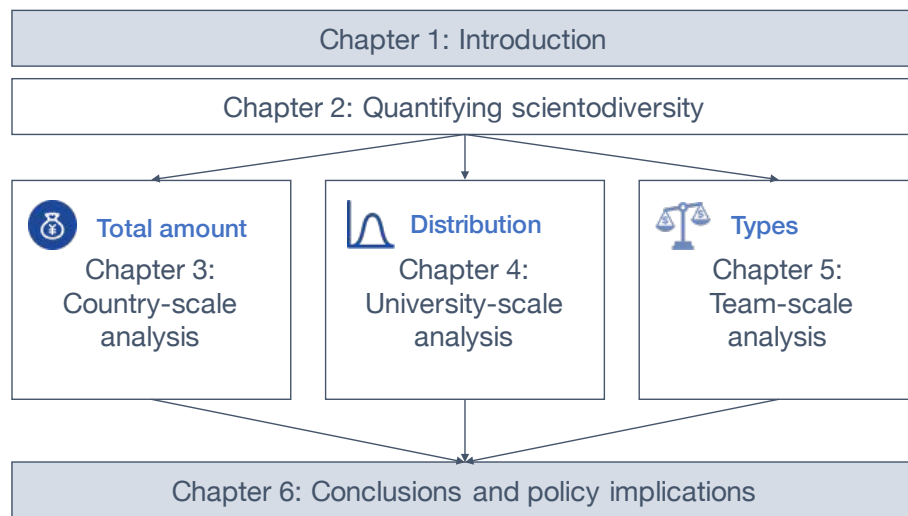 Chapter 1: Introduction
Chapter 2: Quantifying scientodiversity
¥
Total amount
Chapter 3:
Country-scale
analysis
Distribution
Chapter 4:
University-scale
analysis
$ $
Types
Chapter 5:
Team-scale
analysis
Chapter 6: Conclusions and policy implications